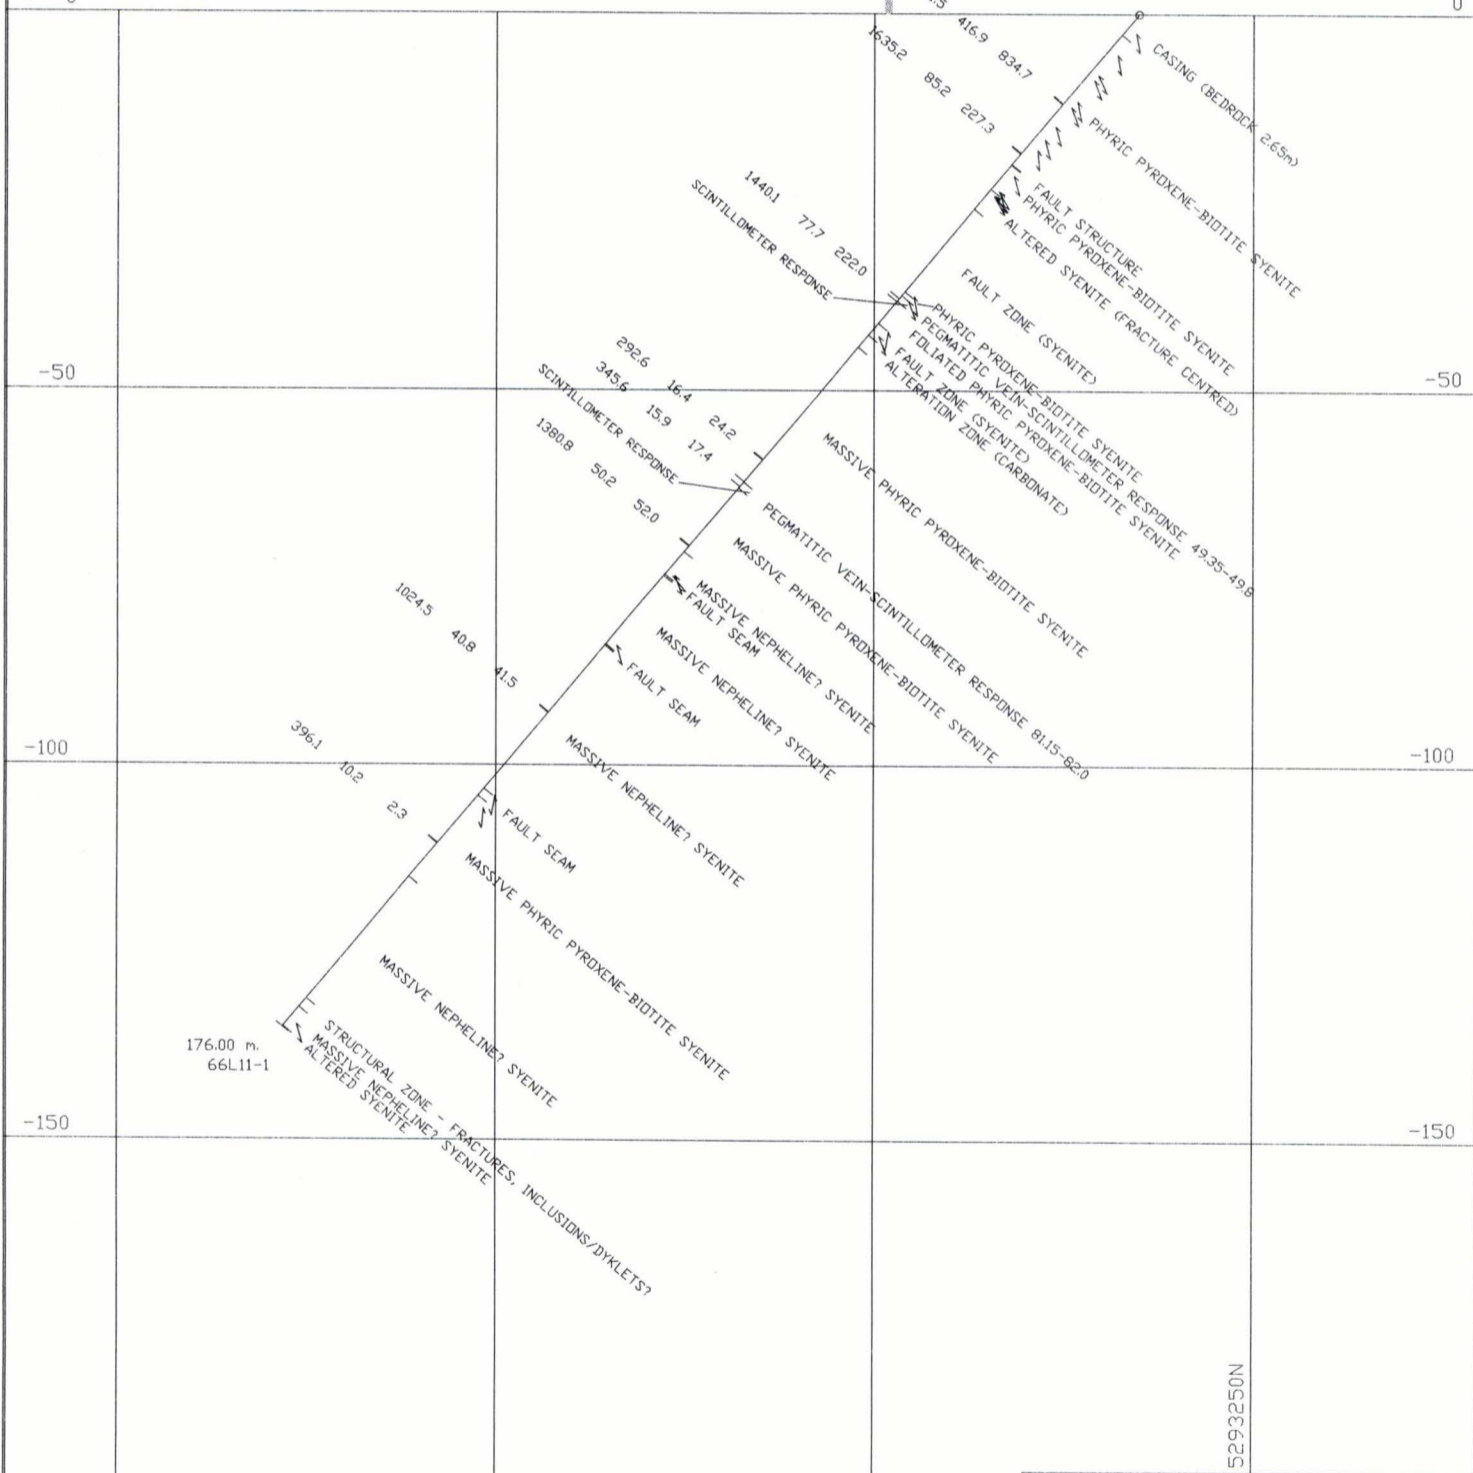 0
416.9 834.7
1635.2 85.2 227.3
CASING (BEDROCK 2.65m)
PHYRIC PYROXENE-BIOTITE SYENITE
FAULT STRUCTURE
PHYRIC PYROXENE-BIOTITE SYENITE
ALTERED SYENITE (FRACTURE CENTRED)
1440.1 77.7 222.0
SCINTILLOMETER RESPONSE
FAULT ZONE (SYENITE)
PHYRIC PYROXENE-BIOTITE SYENITE
PEGMATITIC VEIN-SCINTILLOMETER RESPONSE 49.35-49.8
FOLIATED PHYRIC PYROXENE-BIOTITE SYENITE
FAULT ZONE (SYENITE)
ALTERATION ZONE (CARBONATE)
-50
-50
292.6 16.4 24.2
345.6 15.9 17.4
SCINTILLOMETER RESPONSE
1380.8 50.2 52.0
MASSIVE PHYRIC PYROXENE-BIOTITE SYENITE
PEGMATITIC VEIN-SCINTILLOMETER RESPONSE 81.15-82.0
MASSIVE PHYRIC PYROXENE-BIOTITE SYENITE
MASSIVE NEPHELINE? SYENITE
FAULT SEAM
1024.5 40.8 41.5
MASSIVE NEPHELINE? SYENITE
FAULT SEAM
-100
-100
396.1 10.2 2.3
MASSIVE NEPHELINE? SYENITE
FAULT SEAM
MASSIVE PHYRIC PYROXENE-BIOTITE SYENITE
MASSIVE NEPHELINE? SYENITE
176.00 m.
66L11-1
STRUCTURAL ZONE - FRACTURES, INCLUSIONS/DYKLETS?
MASSIVE NEPHELINE? SYENITE
ALTERED SYENITE
-150
-150
5293250N